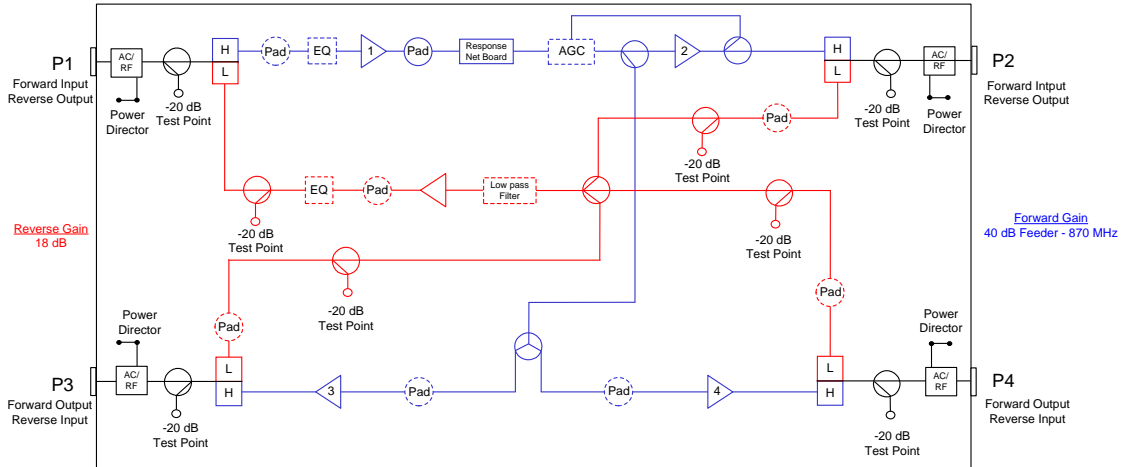 P1
Forward Input
Reverse Output
AC/
RF
Power
Director
-20 dB
Test Point
H
L
Pad
EQ
1
Pad
Response
Net Board
AGC
2
H
L
-20 dB
Test Point
AC/
RF
Power
Director
P2
Forward Intput
Reverse Output
-20 dB
Test Point
Pad
-20 dB
Test Point
EQ
Pad
Low pass
Filter
-20 dB
Test Point
Reverse Gain
18 dB
Forward Gain
40 dB Feeder - 870 MHz
-20 dB
Test Point
Pad
Pad
Power
Director
P3
Forward Output
Reverse Input
AC/
RF
-20 dB
Test Point
L
H
3
Pad
Pad
4
L
H
-20 dB
Test Point
Power
Director
AC/
RF
P4
Forward Output
Reverse Input